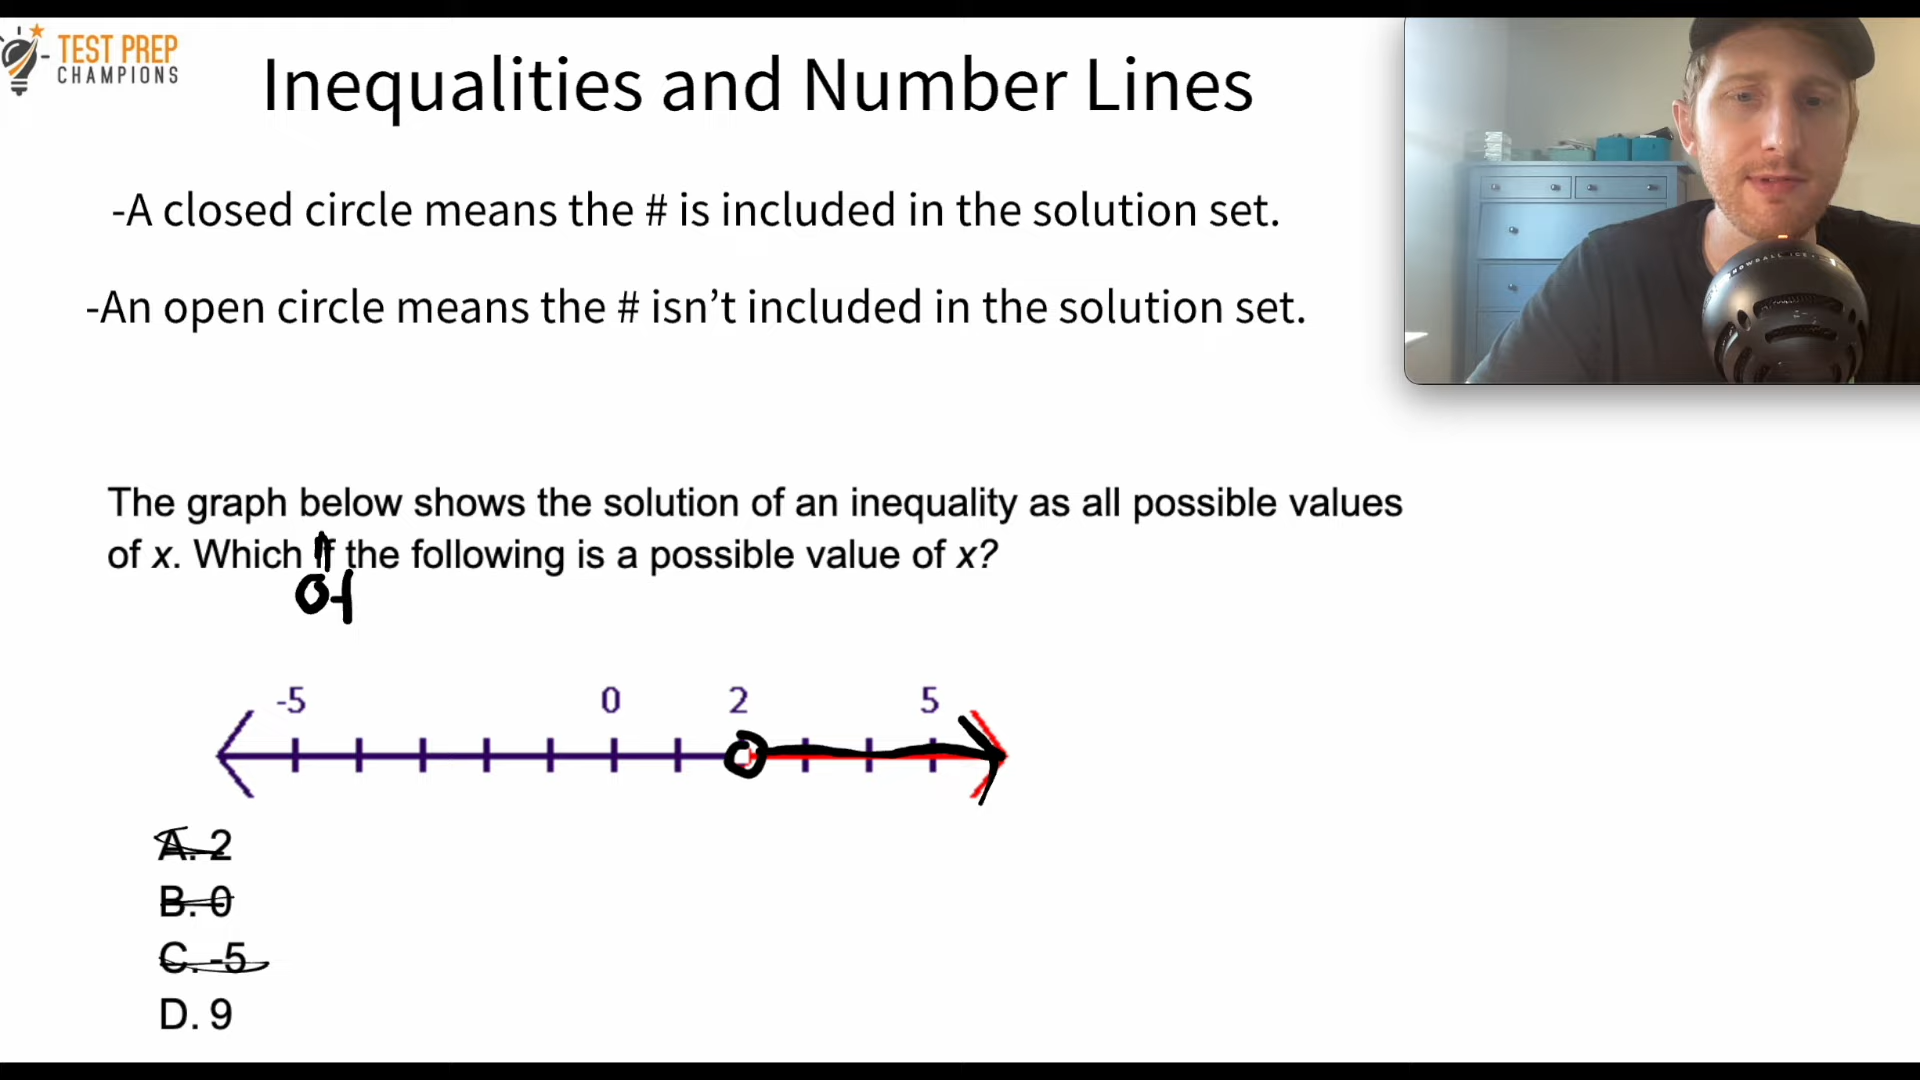 TEST PREP
CHAMPIONS
Inequalities and Number Lines
-A closed circle means the # is included in the solution set.
-An open circle means the # isn’t included in the solution set.
The graph below shows the solution of an inequality as all possible values
of x. Which if the following is a possible value of x?
of
-5 0 2 5
A. 2
B. 0
C. -5
D. 9